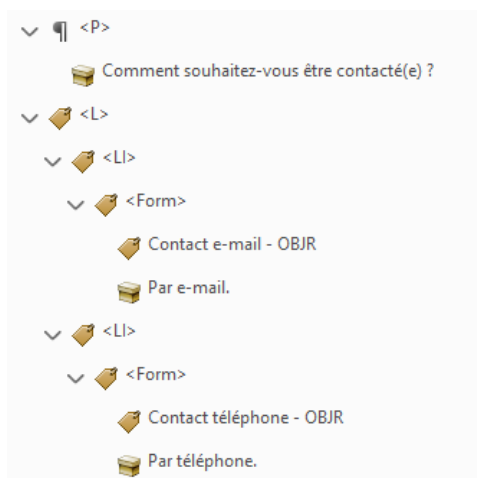 <P>
Comment souhaitez-vous être contacté(e) ?
<L>
<LI>
<Form>
Contact e-mail - OBJR
Par e-mail.
<LI>
<Form>
Contact téléphone - OBJR
Par téléphone.